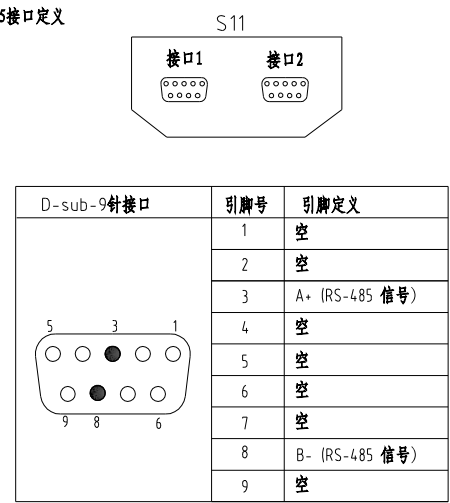 5接口定义
S11
接口1 接口2
D-sub-9针接口 引脚号 引脚定义
1 空
2 空
3 A+ (RS-485 信号)
4 空
5 空
6 空
7 空
8 B- (RS-485 信号)
9 空
5 3 1
9 8 6